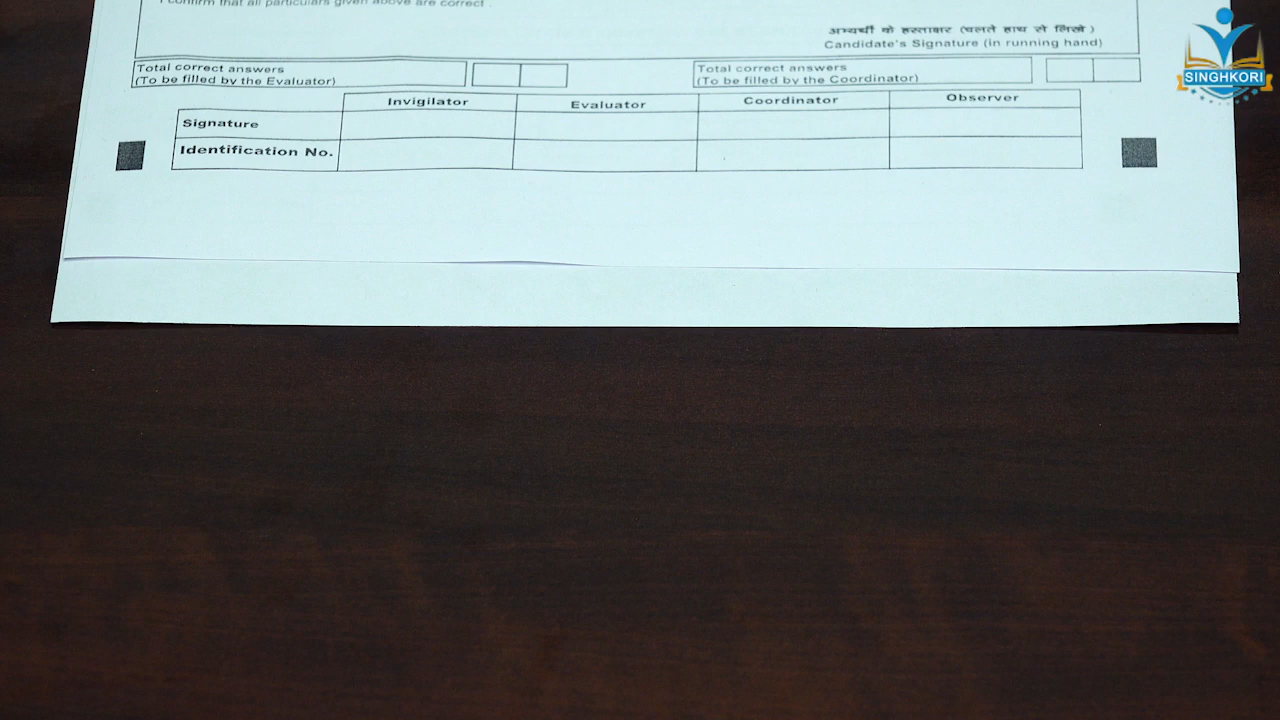 I confirm that all particulars given above are correct .
अभ्यर्थी के हस्ताक्षर (चलते हाथ से लिखे )
Candidate's Signature (in running hand)
Total correct answers
(To be filled by the Evaluator)
Total correct answers
(To be filled by the Coordinator)
Invigilator Evaluator Coordinator Observer
Signature
Identification No.
SINGHKORI